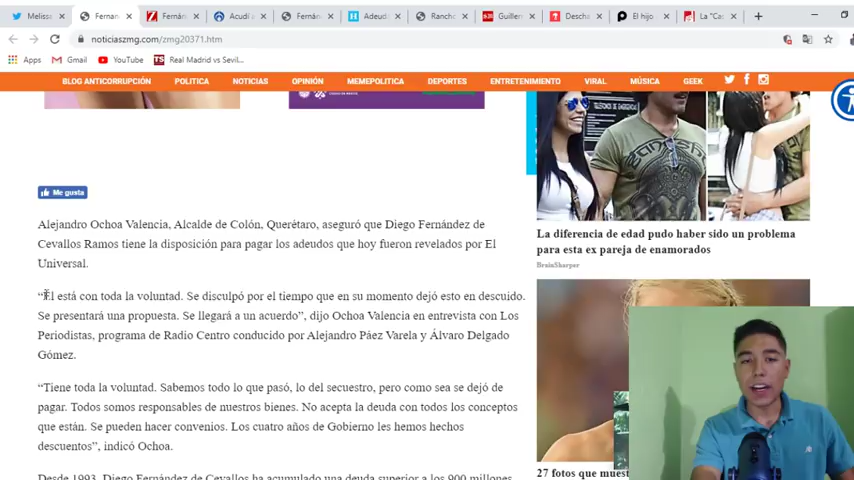 Melissa
Fernan
Fernán
Acudí a
Fernán
Adeud
Rancho
Guiller
Descha
El hijo
La "Cas
noticiaszmg.com/zmg20371.htm
Apps
Gmail
YouTube
Real Madrid vs Sevil...
BLOG ANTICORRUPCIÓN
POLITICA
NOTICIAS
OPINIÓN
MEMEPOLITICA
DEPORTES
ENTRETENIMIENTO
VIRAL
MÚSICA
GEEK
Me gusta
Alejandro Ochoa Valencia, Alcalde de Colón, Querétaro, aseguró que Diego Fernández de
Cevallos Ramos tiene la disposición para pagar los adeudos que hoy fueron revelados por El
Universal.
“Él está con toda la voluntad. Se disculpó por el tiempo que en su momento dejó esto en descuido.
Se presentará una propuesta. Se llegará a un acuerdo”, dijo Ochoa Valencia en entrevista con Los
Periodistas, programa de Radio Centro conducido por Alejandro Páez Varela y Álvaro Delgado
Gómez.
“Tiene toda la voluntad. Sabemos todo lo que pasó, lo del secuestro, pero como sea se dejó de
pagar. Todos somos responsables de nuestros bienes. No acepta la deuda con todos los conceptos
que están. Se pueden hacer convenios. Los cuatro años de Gobierno les hemos hechos
descuentos”, indicó Ochoa.
Desde 1993, Diego Fernández de Cevallos ha acumulado una deuda superior a los 900 millones
TELÉFONOS DE EMERGENCIA
La diferencia de edad pudo haber sido un problema
para esta ex pareja de enamorados
BrainSharper
27 fotos que muest